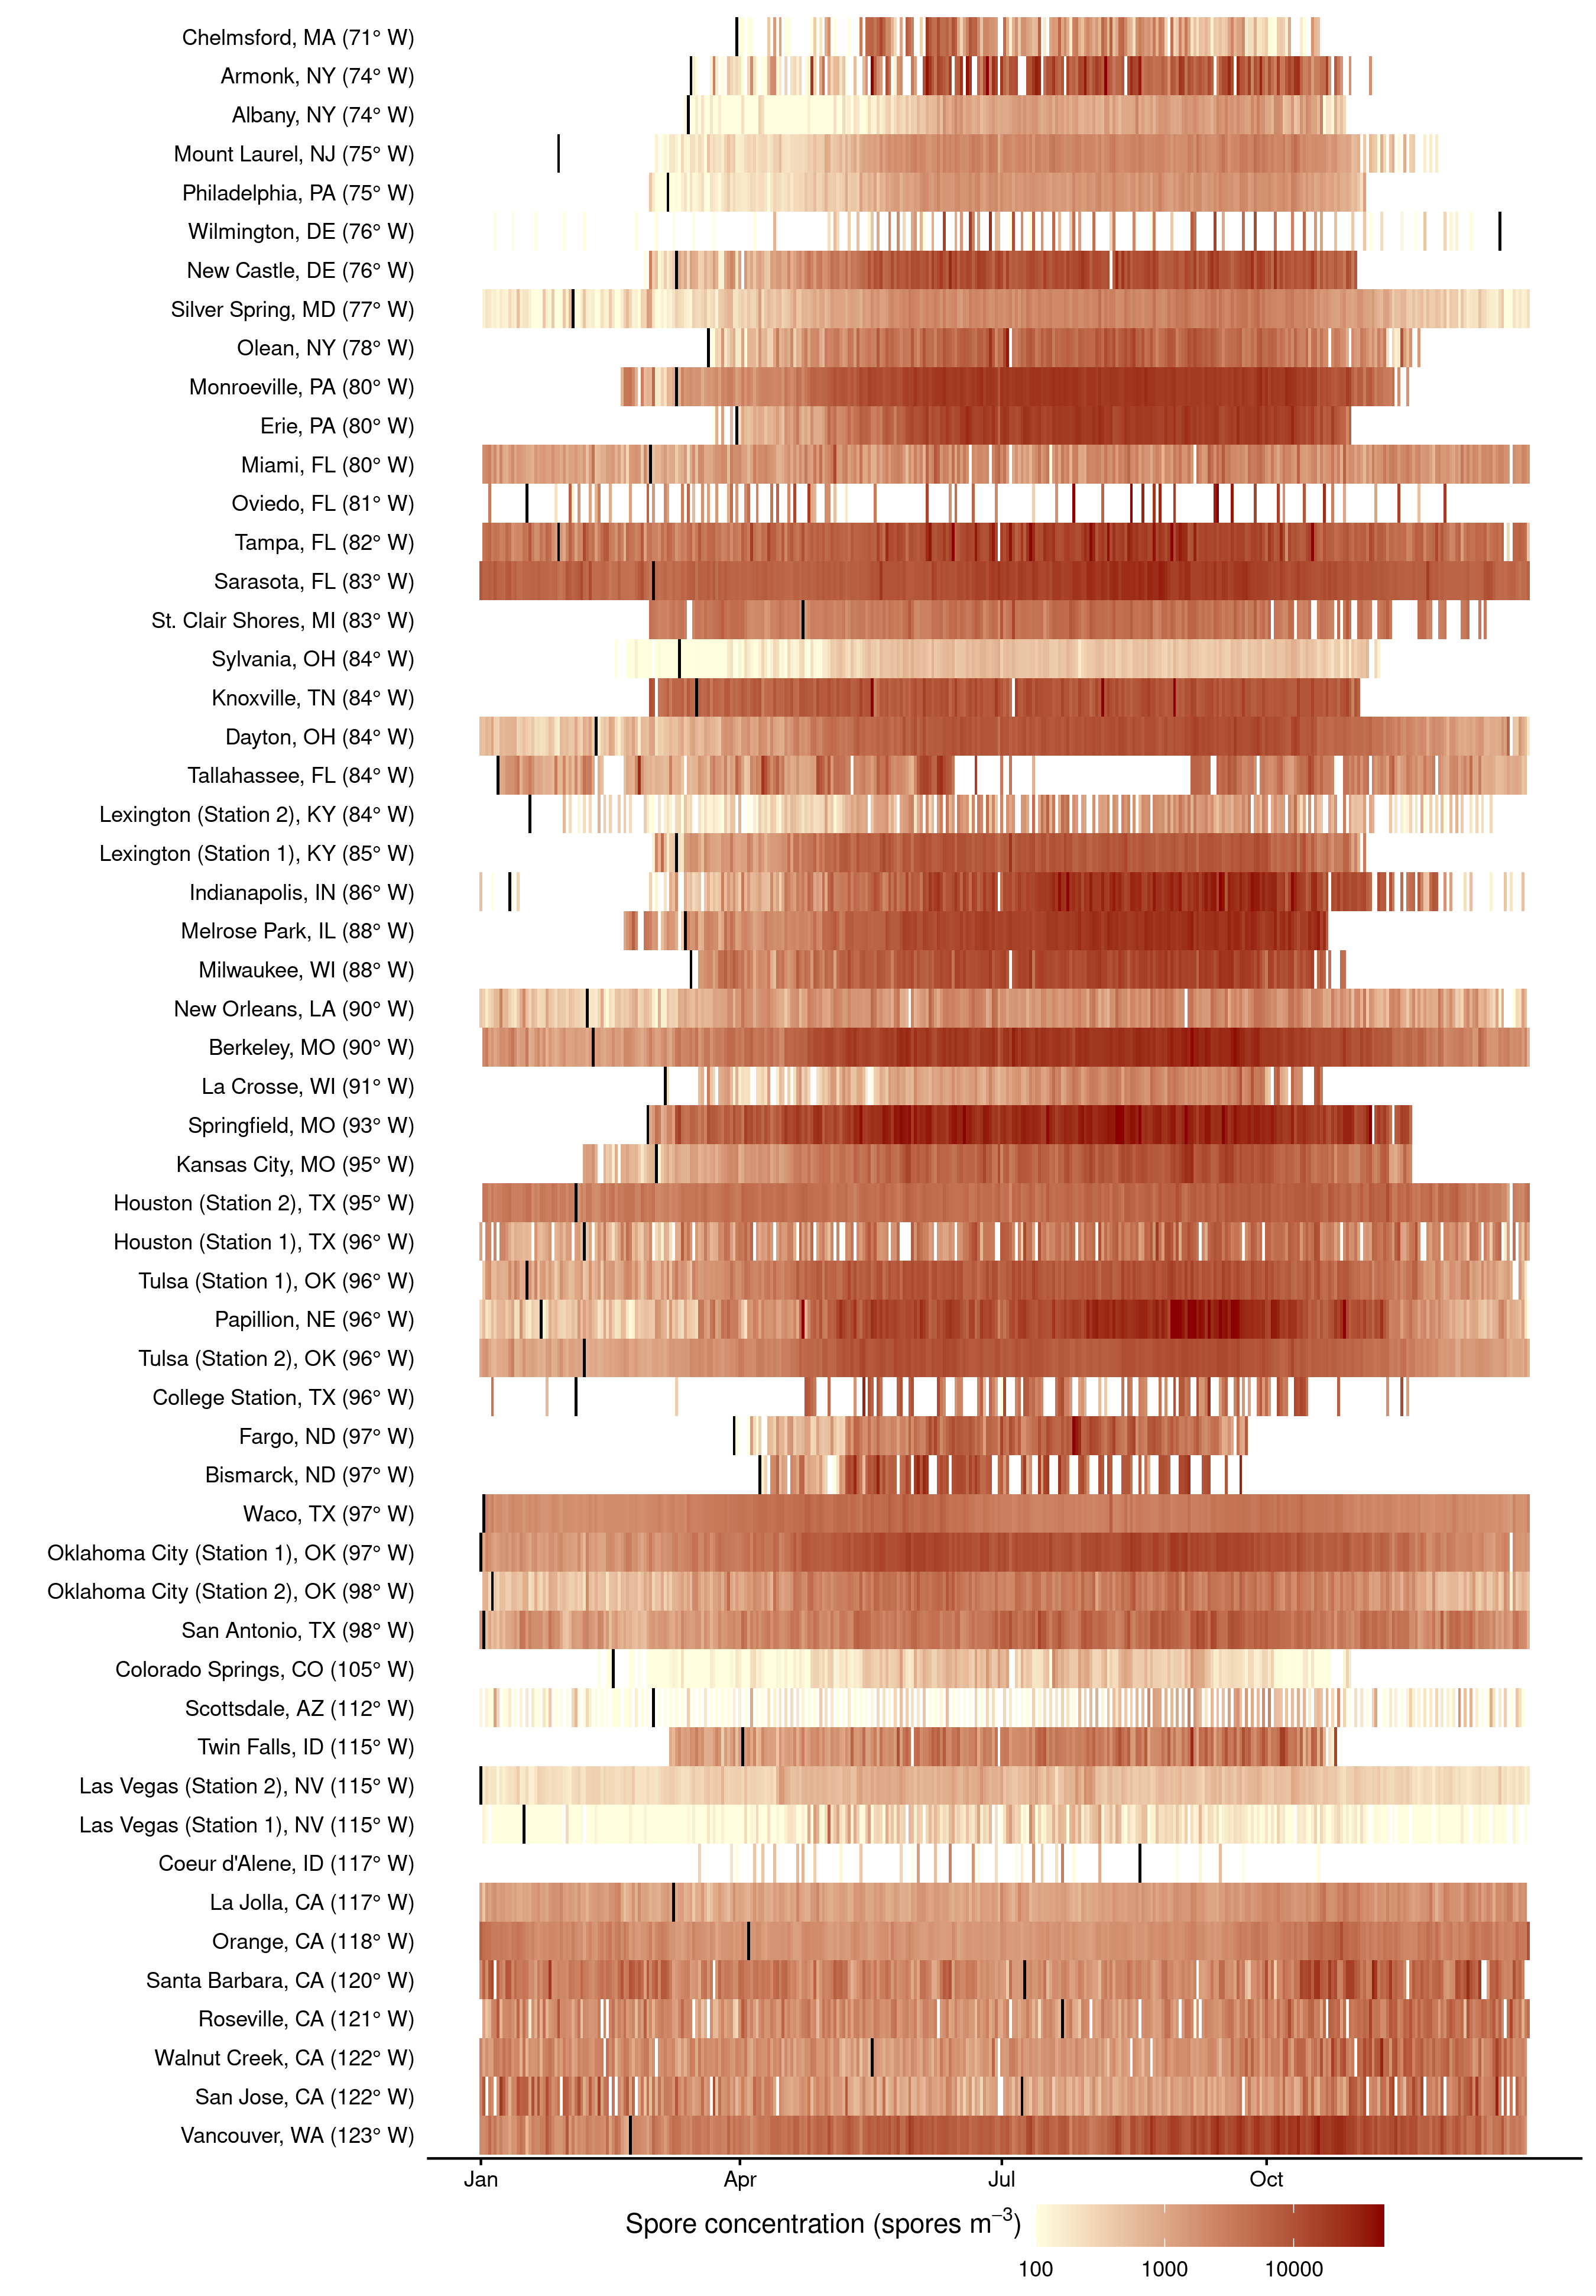 Chelmsford, MA (71° W)
Armonk, NY (74° W)
Albany, NY (74° W)
Mount Laurel, NJ (75° W)
Philadelphia, PA (75° W)
Wilmington, DE (76° W)
New Castle, DE (76° W)
Silver Spring, MD (77° W)
Olean, NY (78° W)
Monroeville, PA (80° W)
Erie, PA (80° W)
Miami, FL (80° W)
Oviedo, FL (81° W)
Tampa, FL (82° W)
Sarasota, FL (83° W)
St. Clair Shores, MI (83° W)
Sylvania, OH (84° W)
Knoxville, TN (84° W)
Dayton, OH (84° W)
Tallahassee, FL (84° W)
Lexington (Station 2), KY (84° W)
Lexington (Station 1), KY (85° W)
Indianapolis, IN (86° W)
Melrose Park, IL (88° W)
Milwaukee, WI (88° W)
New Orleans, LA (90° W)
Berkeley, MO (90° W)
La Crosse, WI (91° W)
Springfield, MO (93° W)
Kansas City, MO (95° W)
Houston (Station 2), TX (95° W)
Houston (Station 1), TX (96° W)
Tulsa (Station 1), OK (96° W)
Papillion, NE (96° W)
Tulsa (Station 2), OK (96° W)
College Station, TX (96° W)
Fargo, ND (97° W)
Bismarck, ND (97° W)
Waco, TX (97° W)
Oklahoma City (Station 1), OK (97° W)
Oklahoma City (Station 2), OK (98° W)
San Antonio, TX (98° W)
Colorado Springs, CO (105° W)
Scottsdale, AZ (112° W)
Twin Falls, ID (115° W)
Las Vegas (Station 2), NV (115° W)
Las Vegas (Station 1), NV (115° W)
Coeur d'Alene, ID (117° W)
La Jolla, CA (117° W)
Orange, CA (118° W)
Santa Barbara, CA (120° W)
Roseville, CA (121° W)
Walnut Creek, CA (122° W)
San Jose, CA (122° W)
Vancouver, WA (123° W)
Jan Apr Jul Oct
Spore concentration (spores m⁻³)
100 1000 10000